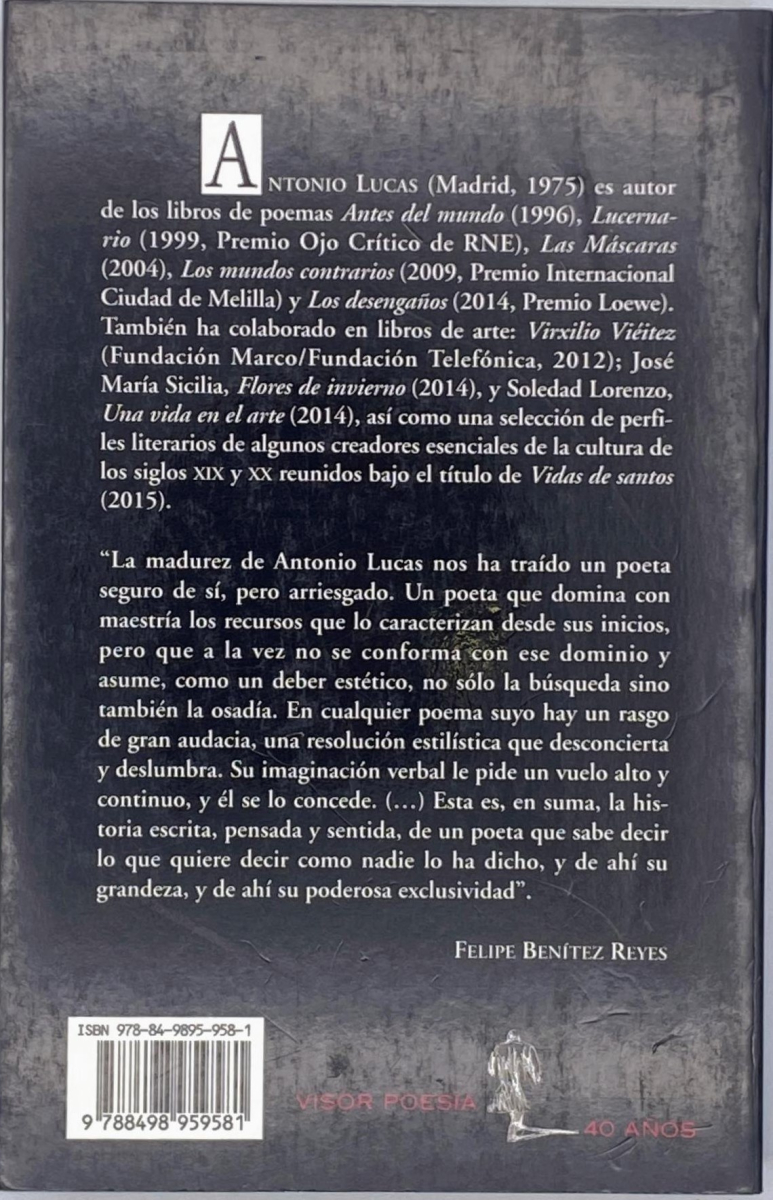 ANTONIO LUCAS (Madrid, 1975) es autor
de los libros de poemas Antes del mundo (1996), Lucerna-
rio (1999, Premio Ojo Crítico de RNE), Las Máscaras
(2004), Los mundos contrarios (2009, Premio Internacional
Ciudad de Melilla) y Los desengaños (2014, Premio Loewe).
También ha colaborado en libros de arte: Virxilio Viéitez
(Fundación Marco/Fundación Telefónica, 2012); José
María Sicilia, Flores de invierno (2014), y Soledad Lorenzo,
Una vida en el arte (2014), así como una selección de perfi-
les literarios de algunos creadores esenciales de la cultura de
los siglos XIX y XX reunidos bajo el título de Vidas de santos
(2015).
“La madurez de Antonio Lucas nos ha traído un poeta
seguro de sí, pero arriesgado. Un poeta que domina con
maestría los recursos que lo caracterizan desde sus inicios,
pero que a la vez no se conforma con ese dominio y
asume, como un deber estético, no sólo la búsqueda sino
también la osadía. En cualquier poema suyo hay un rasgo
de gran audacia, una resolución estilística que desconcierta
y deslumbra. Su imaginación verbal le pide un vuelo alto y
continuo, y él se lo concede. (…) Esta es, en suma, la his-
toria escrita, pensada y sentida, de un poeta que sabe decir
lo que quiere decir como nadie lo ha dicho, y de ahí su
grandeza, y de ahí su poderosa exclusividad”.
FELIPE BENÍTEZ REYES
ISBN 978-84-9895-958-1
9 788498 959581
VISOR POESÍA
40 AÑOS